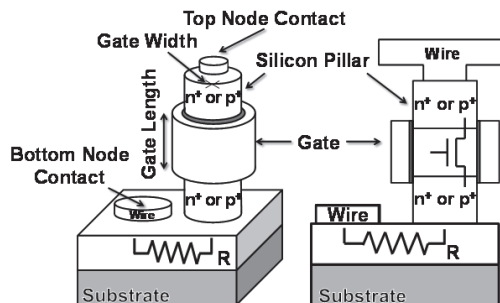 Top Node Contact
Gate Width
Silicon Pillar
n⁺ or p⁺
Gate Length
Gate
Bottom Node
Contact
n⁺ or p⁺
Wire
R
Substrate
Wire
n⁺ or p⁺
n⁺ or p⁺
Wire
R
Substrate